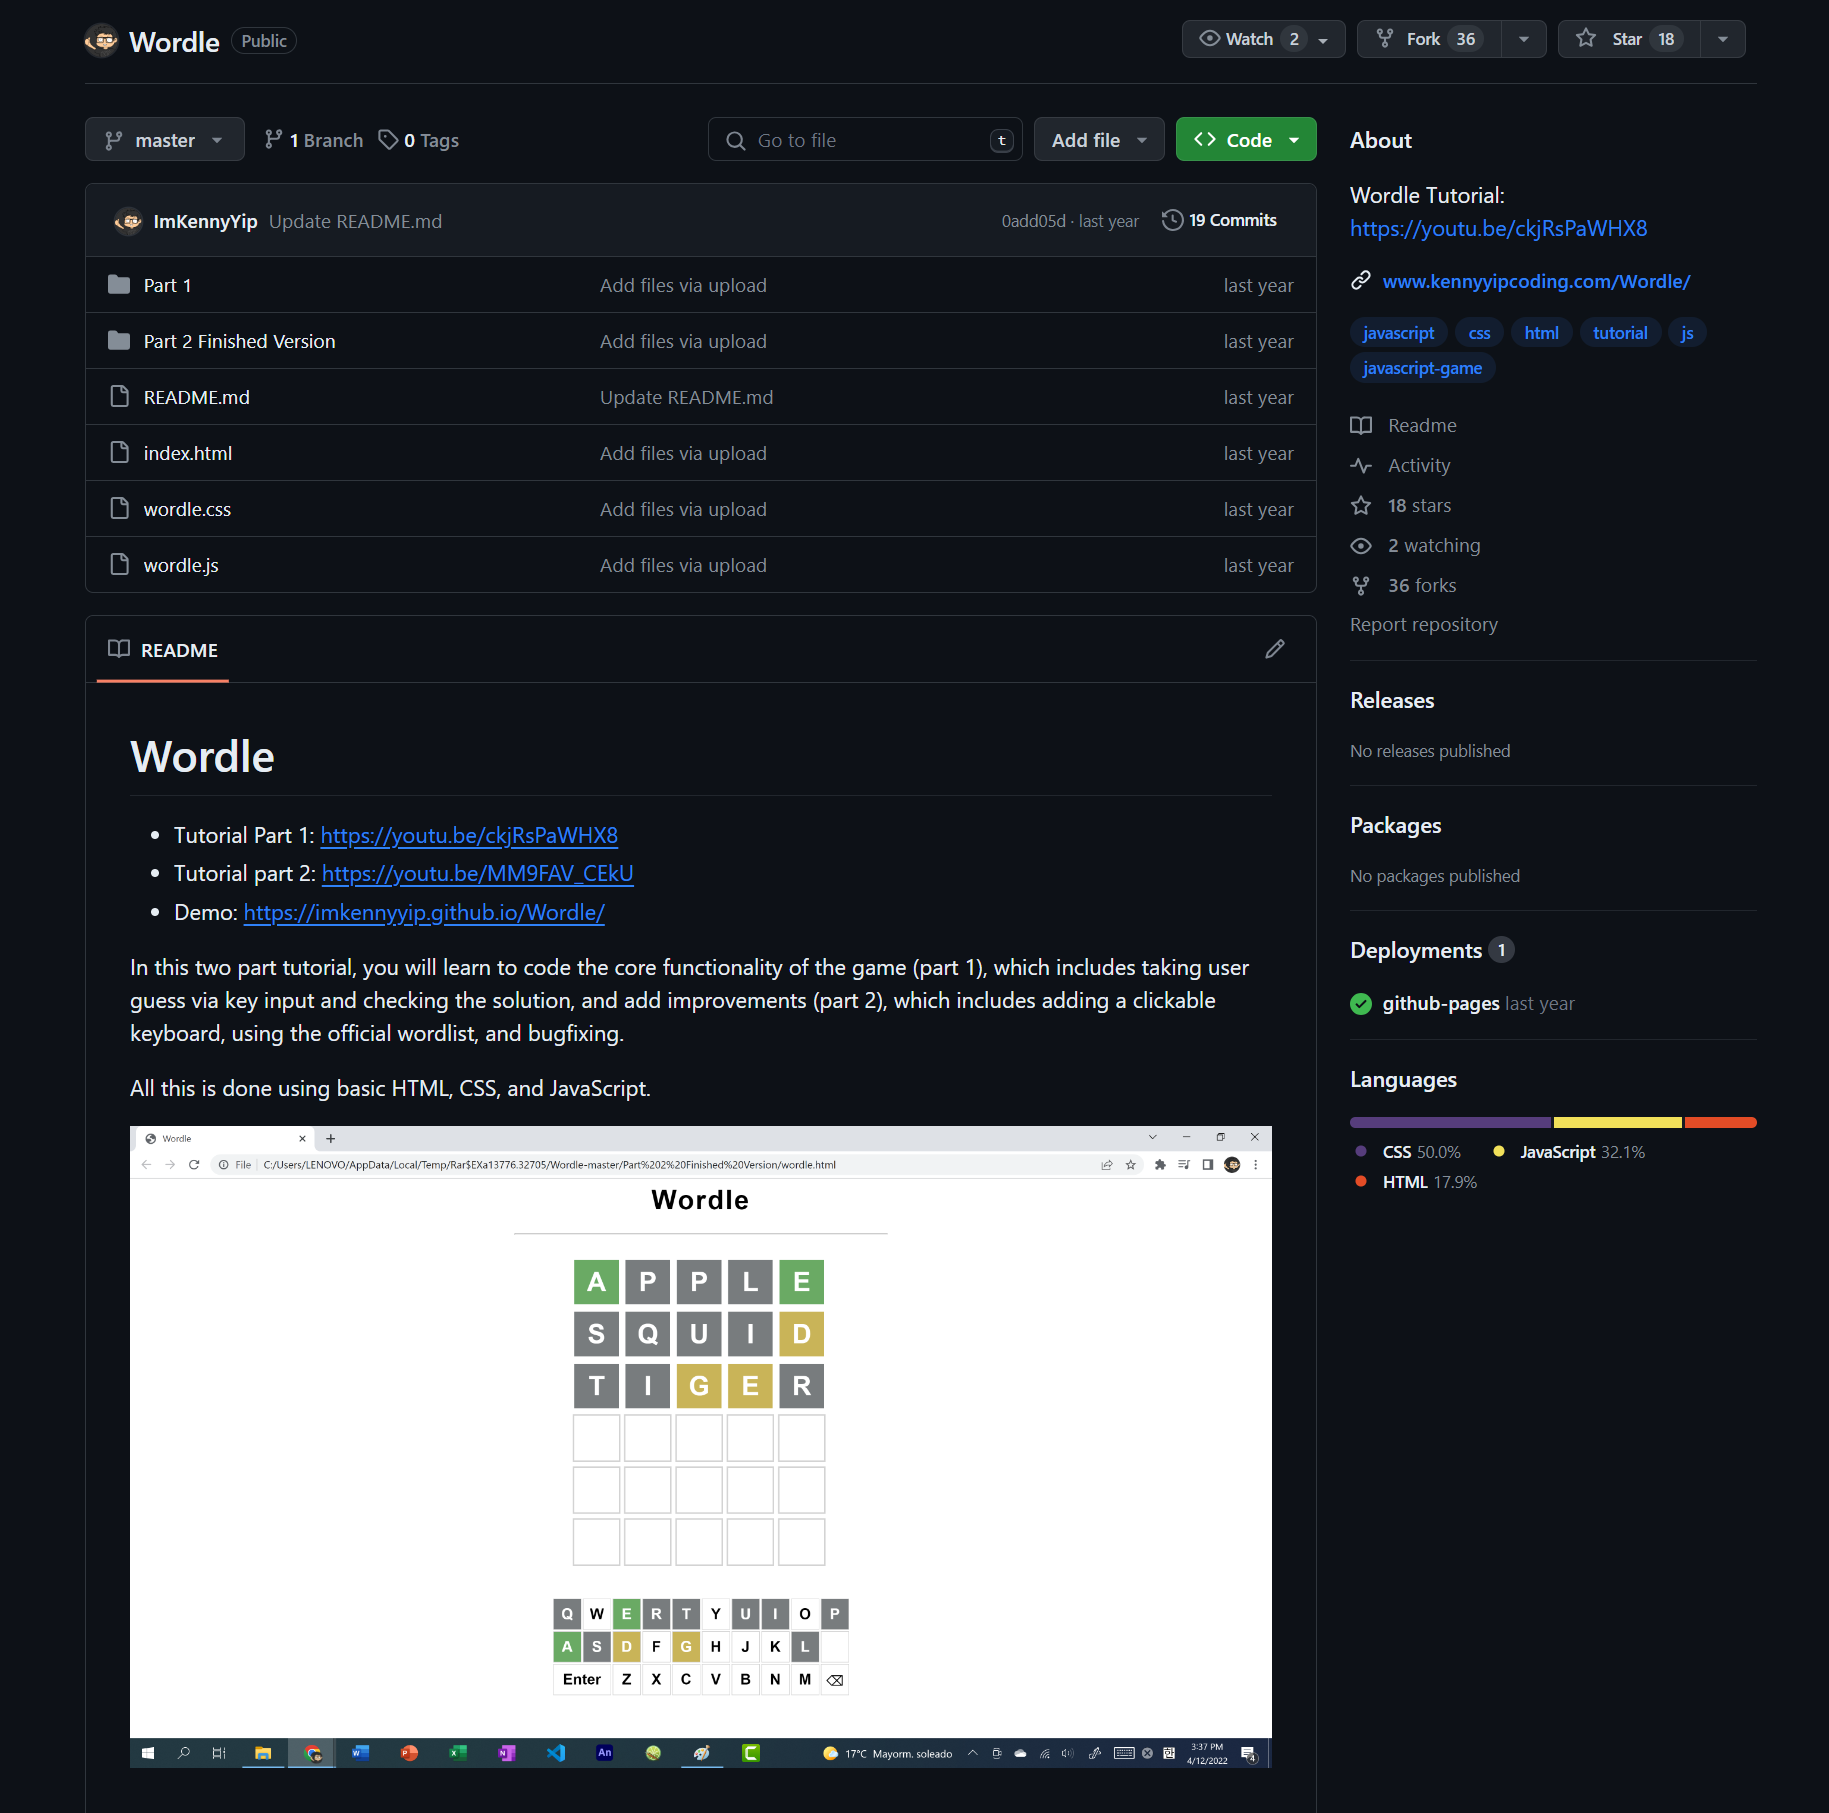 Wordle Public
Watch 2 Fork 36 Star 18
master 1 Branch 0 Tags Go to file t Add file Code
ImKennyYip Update README.md 0add05d · last year 19 Commits
Part 1 Add files via upload last year
Part 2 Finished Version Add files via upload last year
README.md Update README.md last year
index.html Add files via upload last year
wordle.css Add files via upload last year
wordle.js Add files via upload last year
README
Wordle
Tutorial Part 1: https://youtu.be/ckjRsPaWHX8
Tutorial part 2: https://youtu.be/MM9FAV_CEkU
Demo: https://imkennyyip.github.io/Wordle/
In this two part tutorial, you will learn to code the core functionality of the game (part 1), which includes taking user
guess via key input and checking the solution, and add improvements (part 2), which includes adding a clickable
keyboard, using the official wordlist, and bugfixing.
All this is done using basic HTML, CSS, and JavaScript.
Wordle
File C:/Users/LENOVO/AppData/Local/Temp/Rar$EXa13776.32705/Wordle-master/Part%202%20Finished%20Version/wordle.html
Wordle
A P P L E
S Q U I D
T I G E R
Q W E R T Y U I O P
A S D F G H J K L
Enter Z X C V B N M
17°C Mayorm. soleado
3:37 PM
4/12/2022
4
About
Wordle Tutorial:
https://youtu.be/ckjRsPaWHX8
www.kennyyipcoding.com/Wordle/
javascript css html tutorial js
javascript-game
Readme
Activity
18 stars
2 watching
36 forks
Report repository
Releases
No releases published
Packages
No packages published
Deployments 1
github-pages last year
Languages
CSS 50.0% JavaScript 32.1%
HTML 17.9%